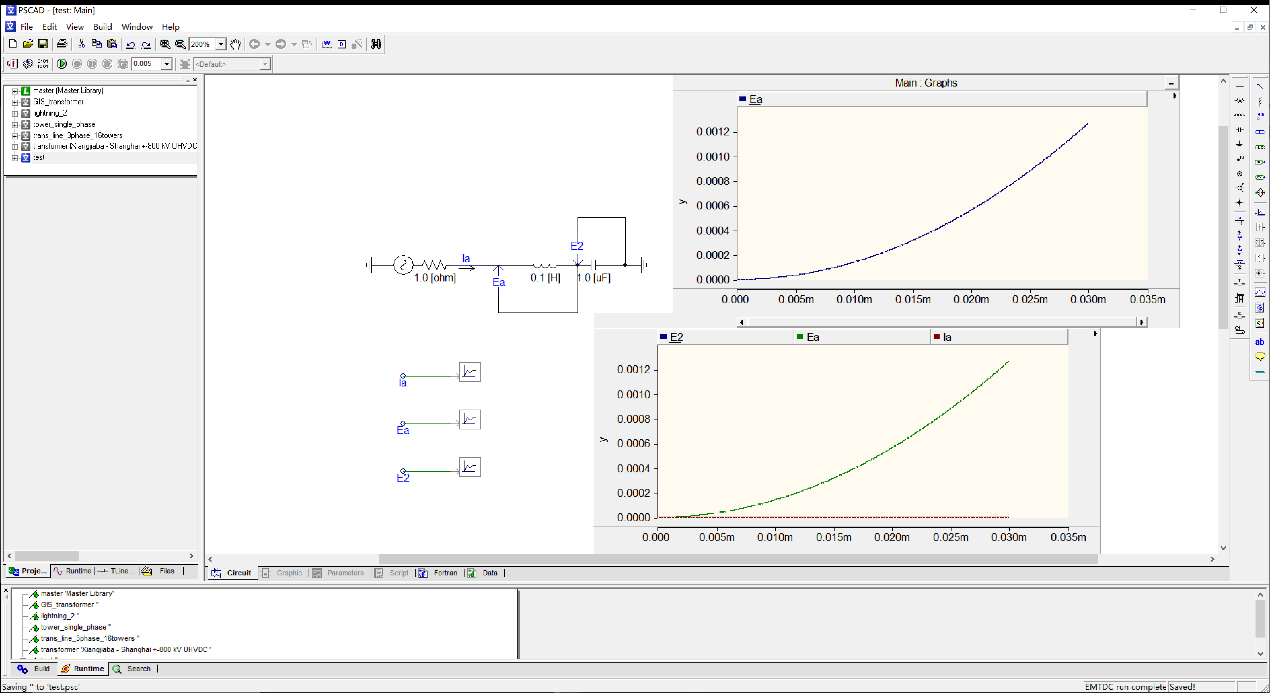 PSCAD - [test: Main]
File Edit View Build Window Help
200%
0.005 <Default>
master (Master Library)
GIS_transformer
lightning_2
tower_single_phase
trans_line_3phase_16towers
transformer (Xiangjiaba - Shanghai +-800 kV UHVDC
test
Main : Graphs
Ea
0.0012
0.0010
0.0008
0.0006
0.0004
0.0002
0.0000
y
0.000 0.005m 0.010m 0.015m 0.020m 0.025m 0.030m 0.035m
E2
Ia
Ea
1.0 [ohm] 0.1 [H] 1.0 [uF]
E2 Ea Ia
0.0012
0.0010
0.0008
0.0006
0.0004
0.0002
0.0000
y
0.000 0.005m 0.010m 0.015m 0.020m 0.025m 0.030m 0.035m
Ia
Ea
E2
ab
Proje... Runtime TLine... Files
Circuit Graphic Parameters Script Fortran Data
master 'Master Library'
GIS_transformer ''
lightning_2 ''
tower_single_phase ''
trans_line_3phase_16towers ''
transformer 'Xiangjiaba - Shanghai +-800 kV UHVDC '
Build Runtime Search
Saving '' to 'test.psc'
EMTDC run complete Saved!